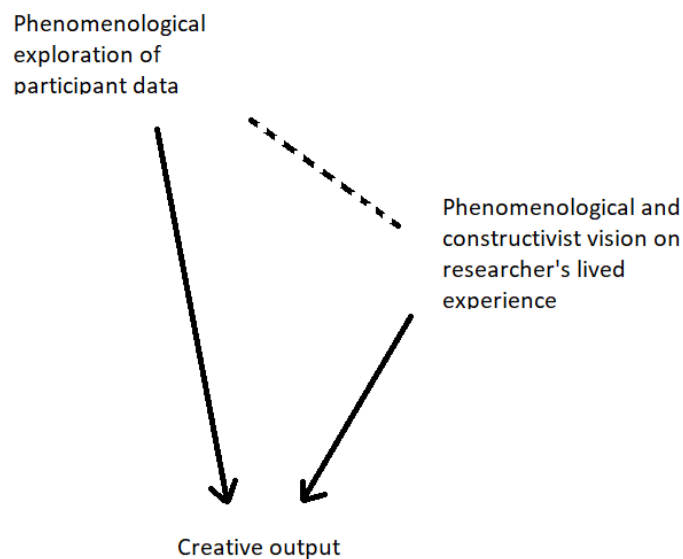 Phenomenological
exploration of
participant data
Phenomenological and
constructivist vision on
researcher's lived
experience
Creative output